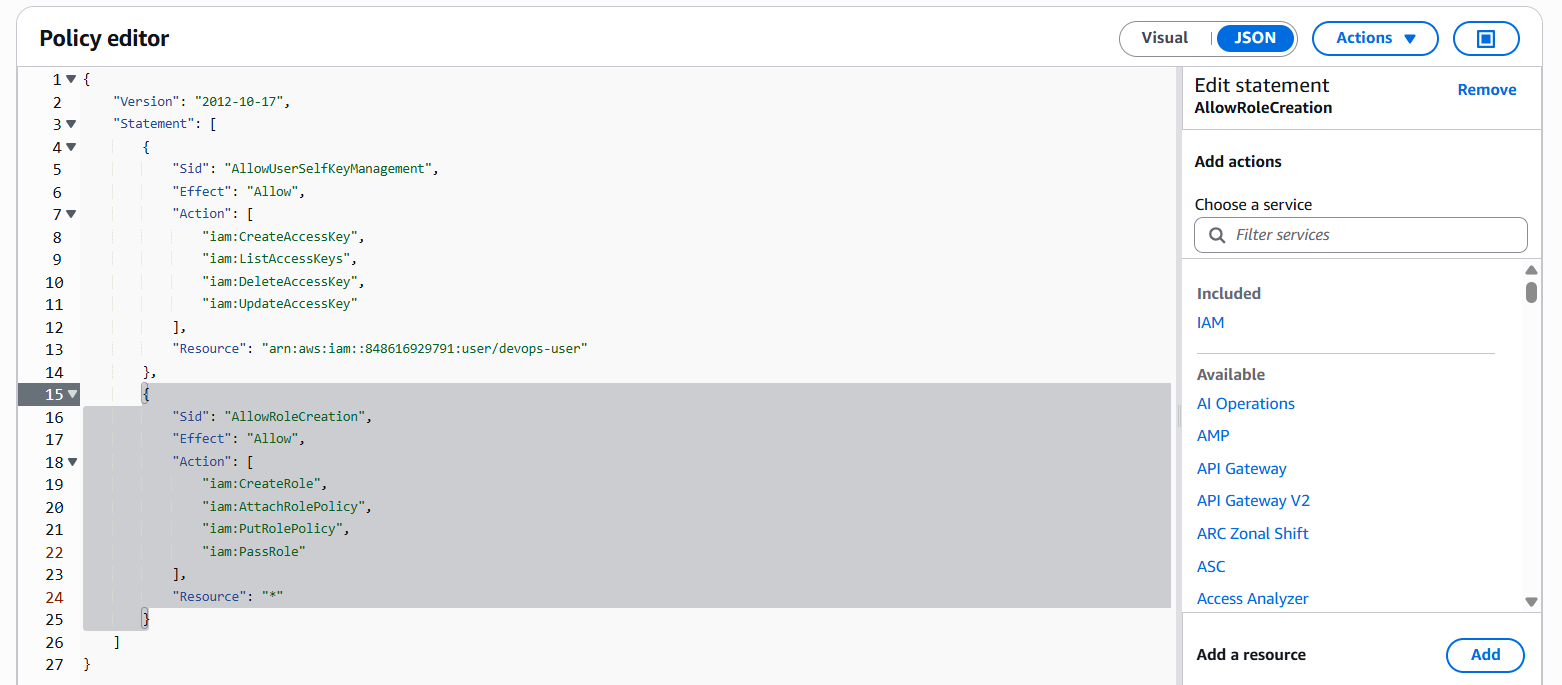 Policy editor
Visual | JSON
Actions
1 {
2 "Version": "2012-10-17",
3 "Statement": [
4 {
5 "Sid": "AllowUserSelfKeyManagement",
6 "Effect": "Allow",
7 "Action": [
8 "iam:CreateAccessKey",
9 "iam:ListAccessKeys",
10 "iam:DeleteAccessKey",
11 "iam:UpdateAccessKey"
12 ],
13 "Resource": "arn:aws:iam::848616929791:user/devops-user"
14 },
15 {
16 "Sid": "AllowRoleCreation",
17 "Effect": "Allow",
18 "Action": [
19 "iam:CreateRole",
20 "iam:AttachRolePolicy",
21 "iam:PutRolePolicy",
22 "iam:PassRole"
23 ],
24 "Resource": "*"
25 }
26 ]
27 }
Edit statement
Remove
AllowRoleCreation
Add actions
Choose a service
Filter services
Included
IAM
Available
AI Operations
AMP
API Gateway
API Gateway V2
ARC Zonal Shift
ASC
Access Analyzer
Add a resource
Add